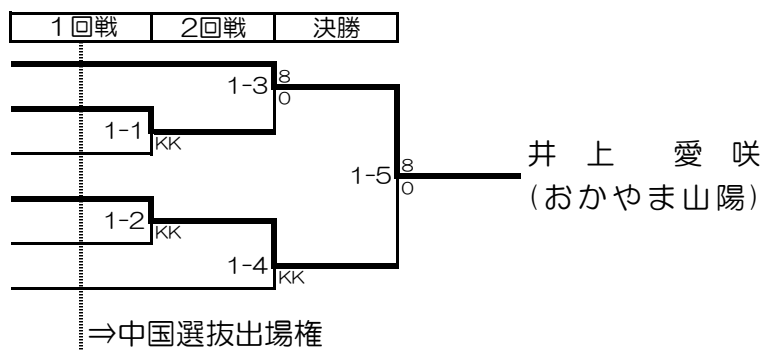 １回戦 ２回戦 決勝
1-3 8
0
1-1
KK
井上 愛咲
1-5 8
0
(おかやま山陽)
1-2
KK
1-4
KK
⇒中国選抜出場権